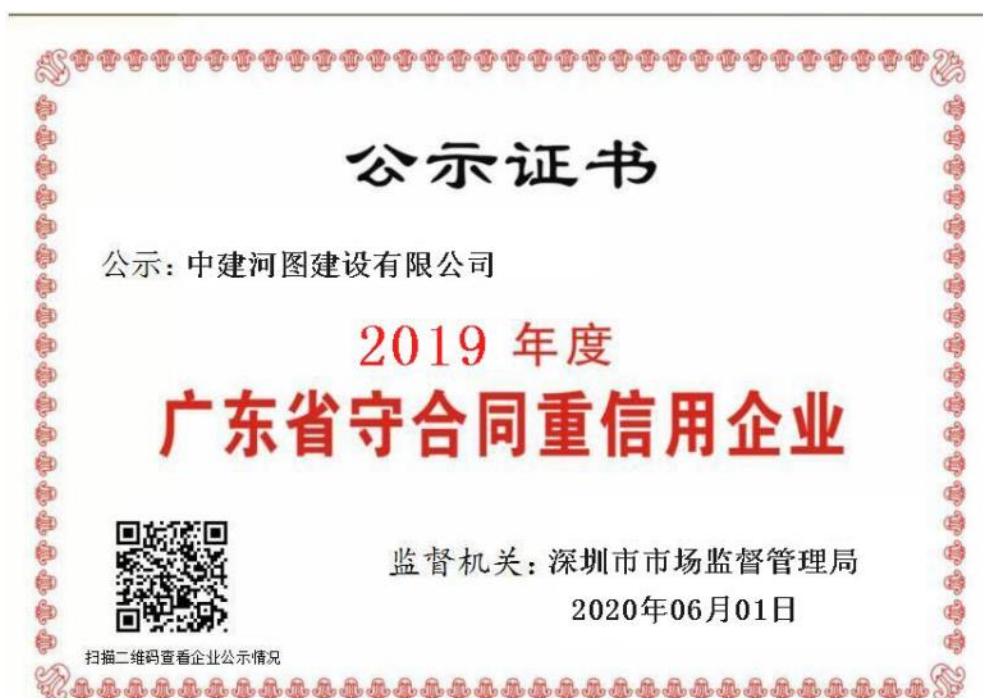 公示证书
公示：中建河图建设有限公司
2019 年度
广东省守合同重信用企业
监督机关：深圳市市场监督管理局
2020年06月01日
扫描二维码查看企业公示情况